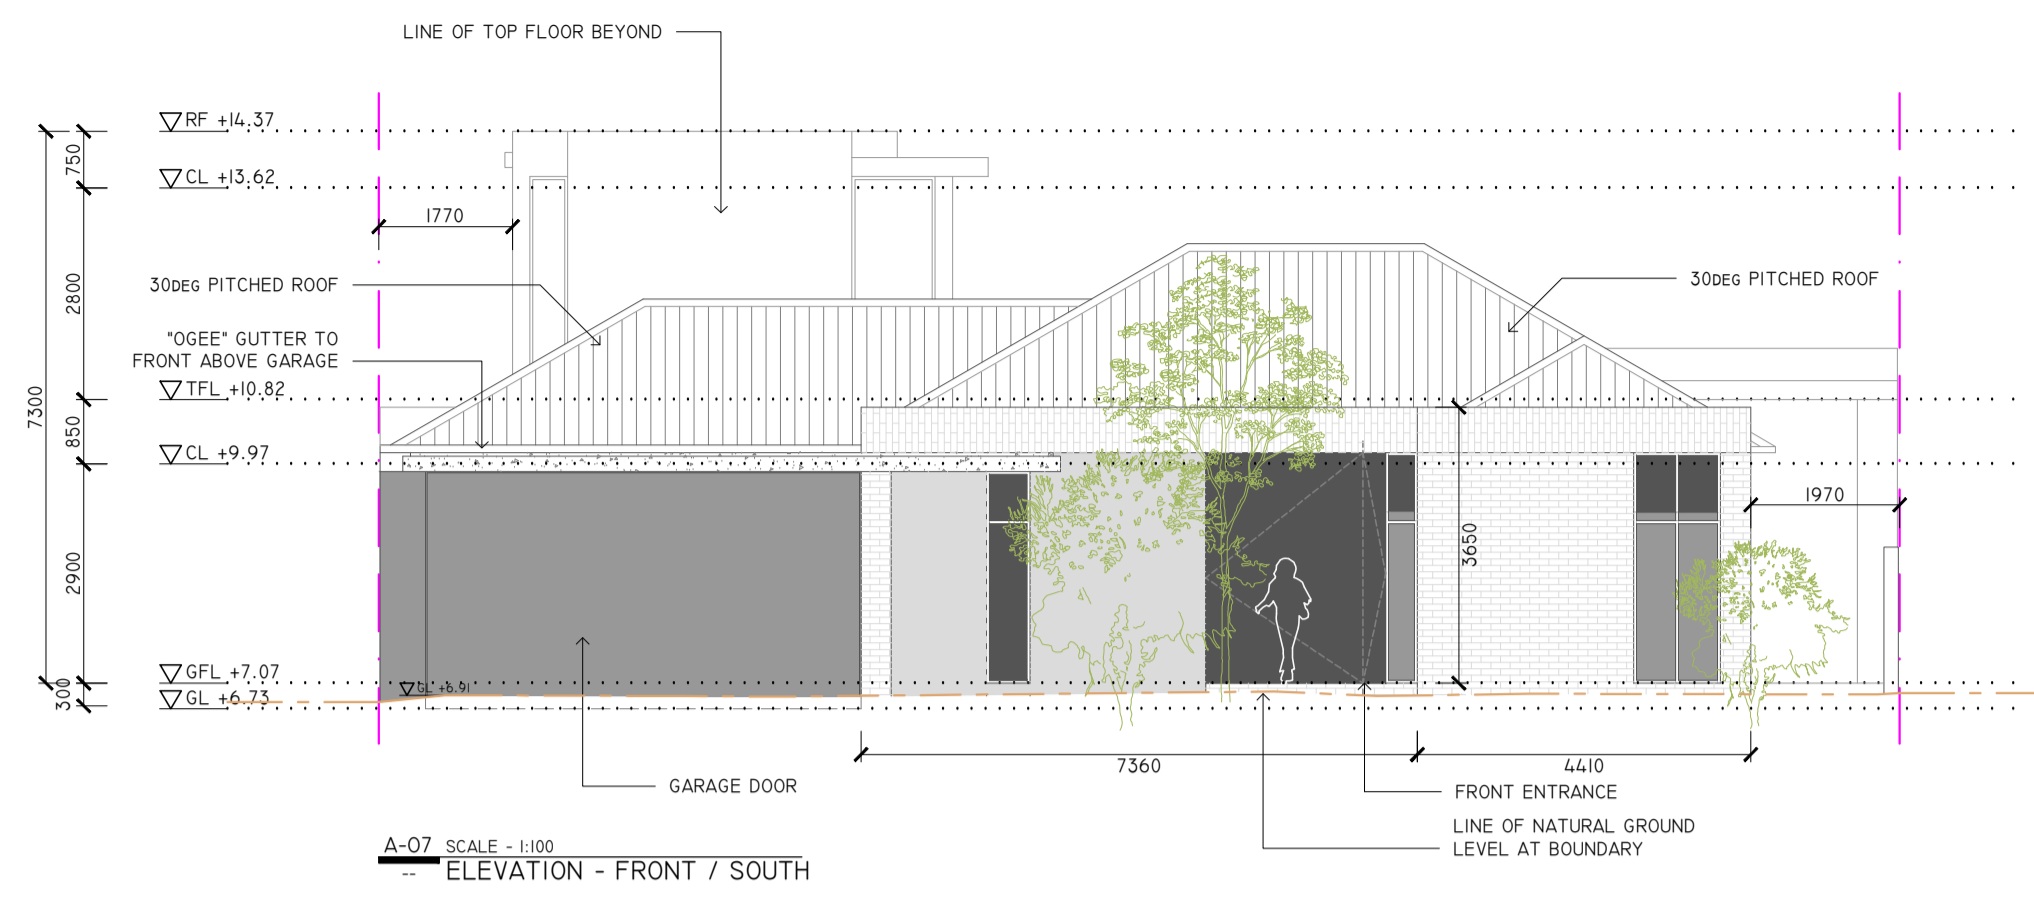 LINE OF TOP FLOOR BEYOND
RF +14.37
750
CL +13.62
1770
2800
30DEG PITCHED ROOF
30DEG PITCHED ROOF
"OGEE" GUTTER TO
FRONT ABOVE GARAGE
TFL +10.82
7300
850
CL +9.97
1970
3650
2900
GFL +7.07
GL +6.91
GL +6.73
300
7360
4410
GARAGE DOOR
FRONT ENTRANCE
LINE OF NATURAL GROUND
LEVEL AT BOUNDARY
A-07 SCALE - 1:100
-- ELEVATION - FRONT / SOUTH